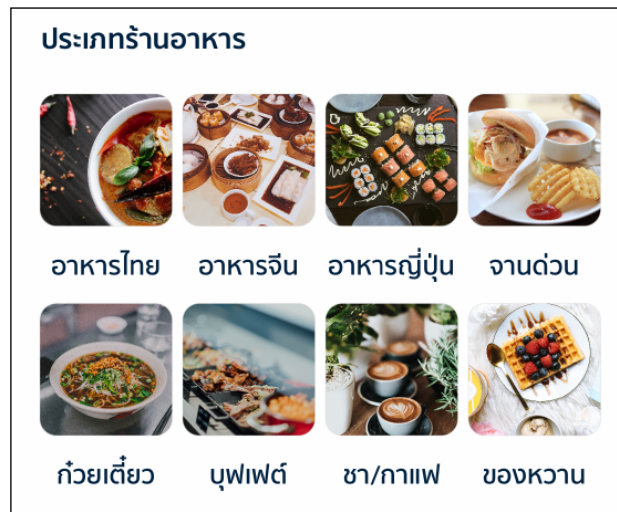 ประเภทร้านอาหาร
อาหารไทย อาหารจีน อาหารญี่ปุ่น จานด่วน
ก๋วยเตี๋ยว บุฟเฟต์ ชา/กาแฟ ของหวาน